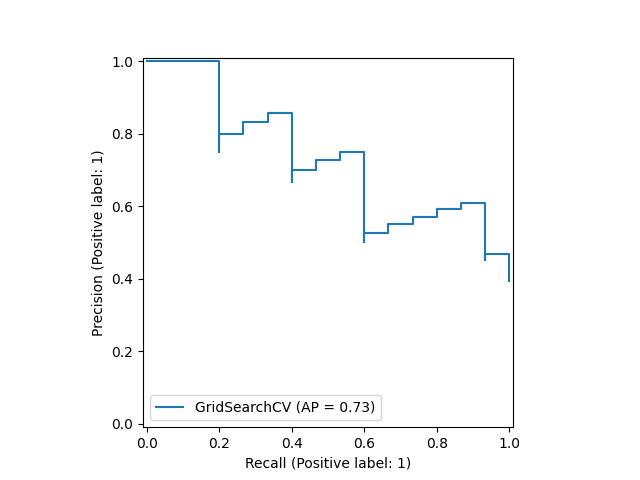 1.0
0.8
0.6
0.4
0.2
0.0
Precision (Positive label: 1)
GridSearchCV (AP = 0.73)
0.0 0.2 0.4 0.6 0.8 1.0
Recall (Positive label: 1)